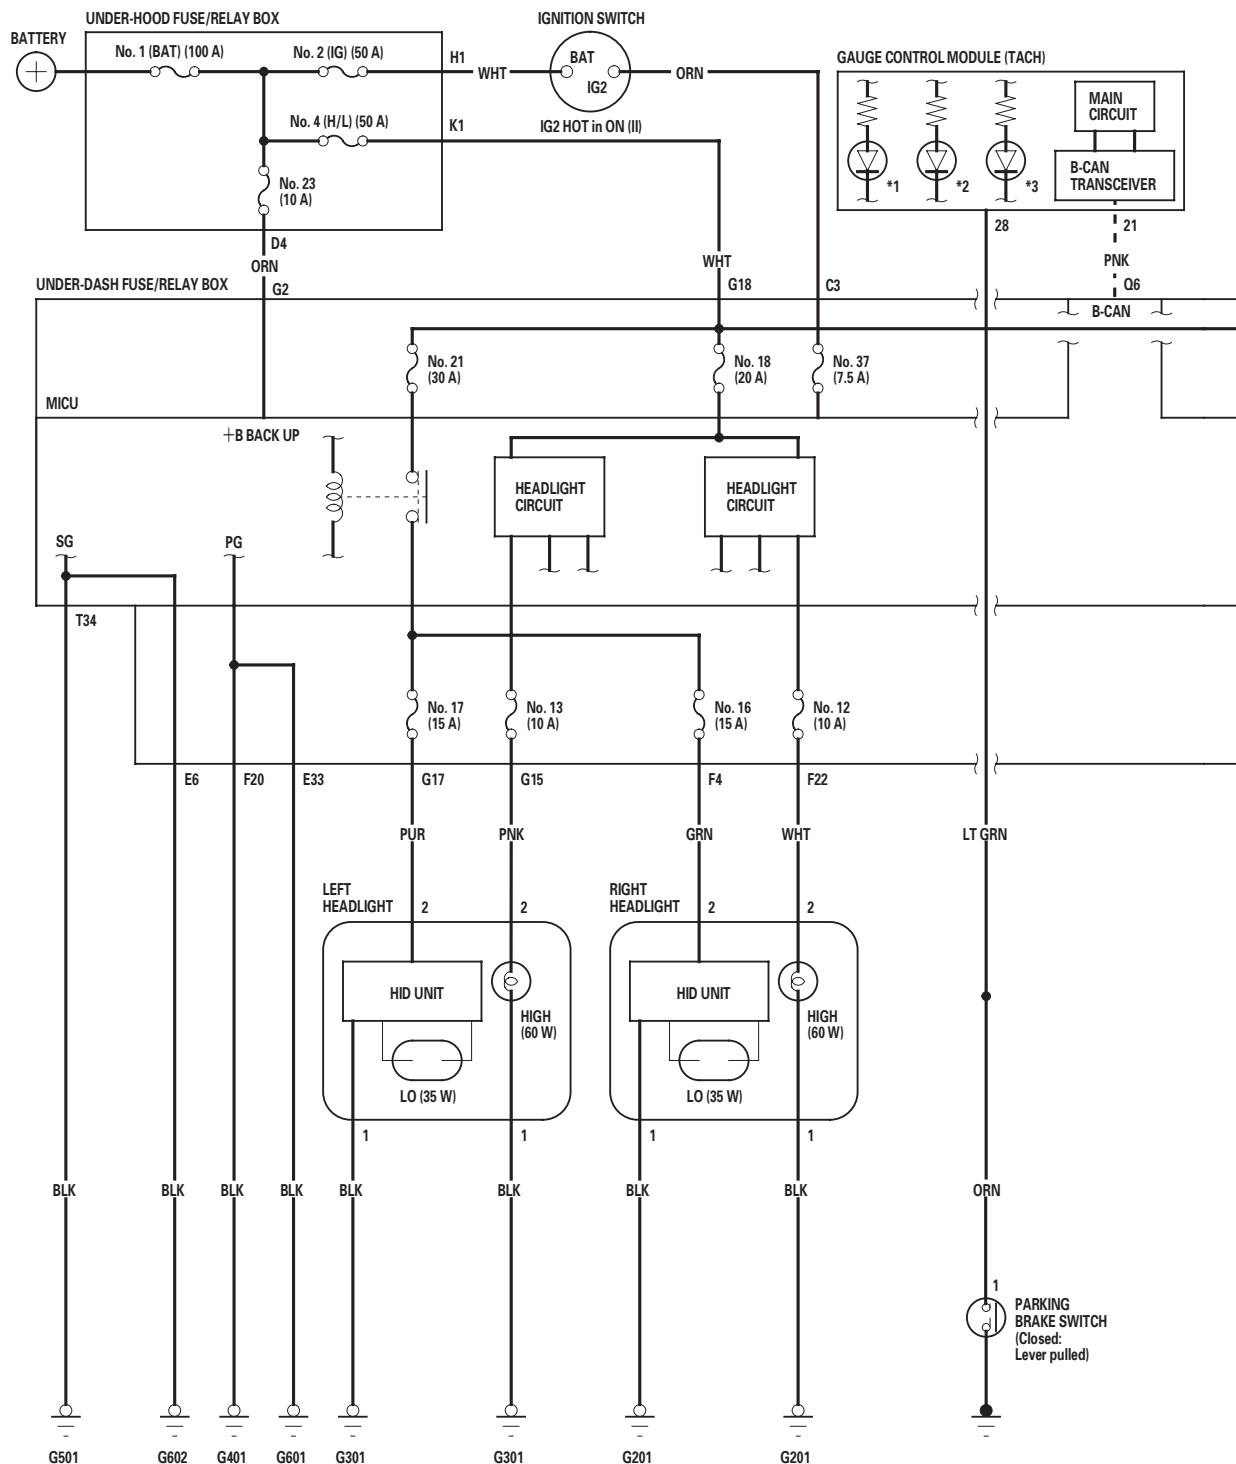 UNDER-HOOD FUSE/RELAY BOX
IGNITION SWITCH
BATTERY
No. 1 (BAT) (100 A)
No. 2 (IG) (50 A)
H1
WHT
BAT
IG2
ORN
GAUGE CONTROL MODULE (TACH)
MAIN
CIRCUIT
No. 4 (H/L) (50 A)
K1
IG2 HOT in ON (II)
B-CAN
TRANSCEIVER
*1
*2
*3
No. 23
(10 A)
D4
28
21
ORN
WHT
PNK
UNDER-DASH FUSE/RELAY BOX
G2
G18
C3
Q6
B-CAN
No. 21
(30 A)
No. 18
(20 A)
No. 37
(7.5 A)
MICU
+B BACK UP
HEADLIGHT
CIRCUIT
HEADLIGHT
CIRCUIT
SG
PG
T34
No. 17
(15 A)
No. 13
(10 A)
No. 16
(15 A)
No. 12
(10 A)
E6
F20
E33
G17
G15
F4
F22
PUR
PNK
GRN
WHT
LT GRN
LEFT
HEADLIGHT
2
2
RIGHT
HEADLIGHT
2
2
HID UNIT
HIGH
(60 W)
HID UNIT
HIGH
(60 W)
LO (35 W)
LO (35 W)
1
1
1
1
BLK
BLK
BLK
BLK
BLK
BLK
BLK
BLK
ORN
1
PARKING
BRAKE SWITCH
(Closed:
Lever pulled)
G501
G602
G401
G601
G301
G301
G201
G201